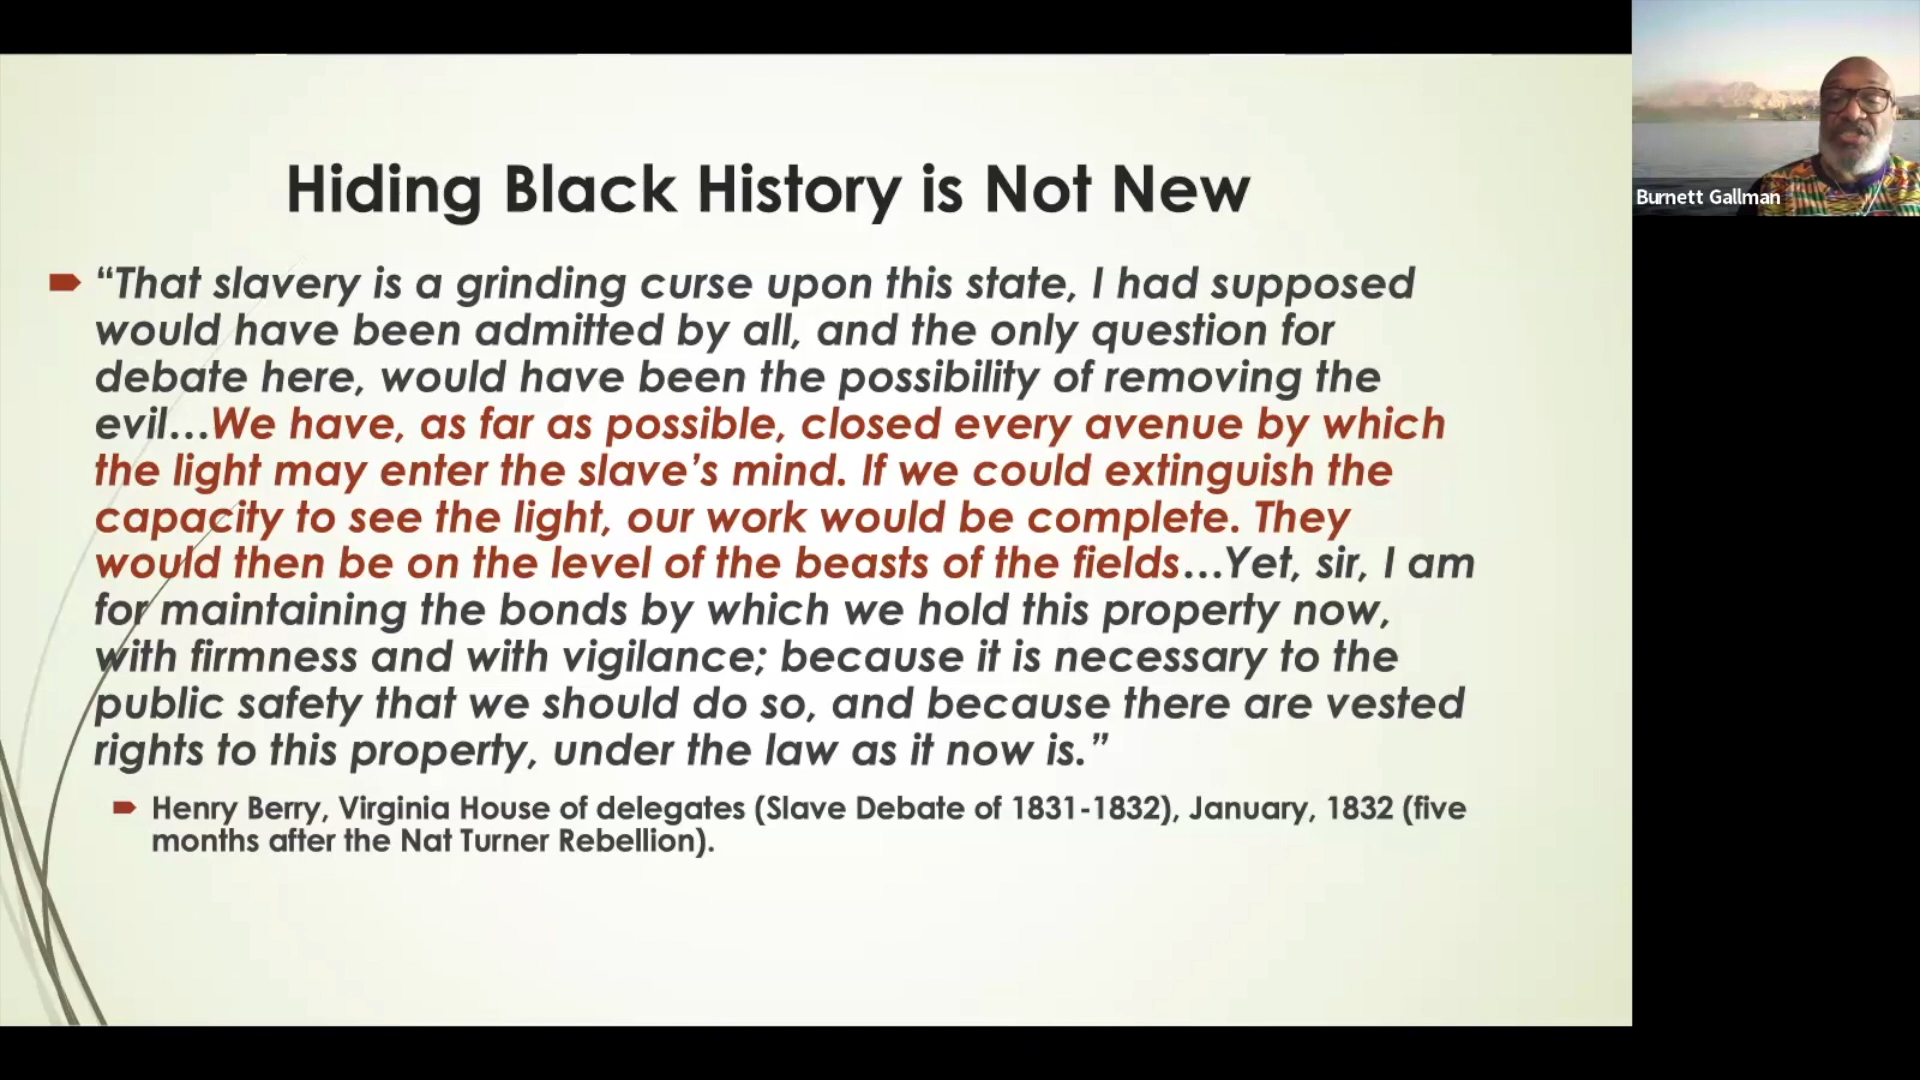 Hiding Black History is Not New
“That slavery is a grinding curse upon this state, I had supposed
would have been admitted by all, and the only question for
debate here, would have been the possibility of removing the
evil…We have, as far as possible, closed every avenue by which
the light may enter the slave’s mind. If we could extinguish the
capacity to see the light, our work would be complete. They
would then be on the level of the beasts of the fields…Yet, sir, I am
for maintaining the bonds by which we hold this property now,
with firmness and with vigilance; because it is necessary to the
public safety that we should do so, and because there are vested
rights to this property, under the law as it now is.”
Henry Berry, Virginia House of delegates (Slave Debate of 1831-1832), January, 1832 (five
months after the Nat Turner Rebellion).
Burnett Gallman